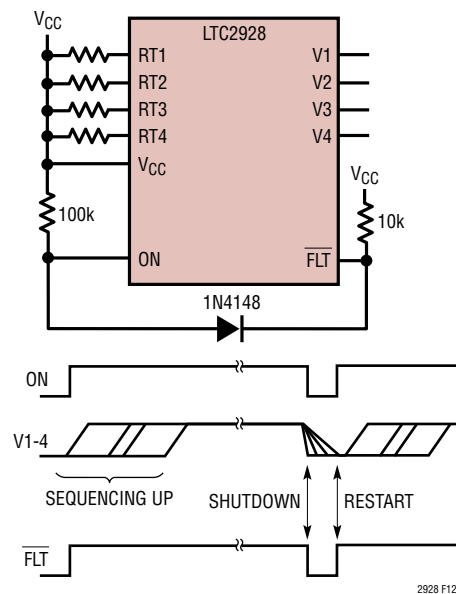 VCC
LTC2928
RT1
RT2
RT3
RT4
VCC
100k
ON
V1
V2
V3
V4
VCC
10k
FLT
1N4148
ON
V1-4
SEQUENCING UP
SHUTDOWN
RESTART
FLT
2928 F12